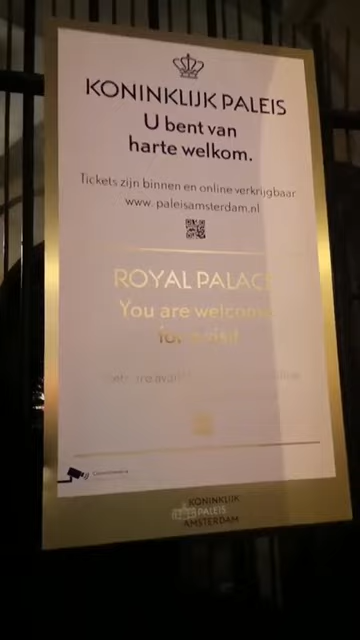 KONINKLIJK PALEIS
U bent van
harte welkom.
Tickets zijn binnen en online verkrijgbaar
www.paleisamsterdam.nl
ROYAL PALACE
You are welcome
for a visit
KONINKLIJK
PALEIS
AMSTERDAM